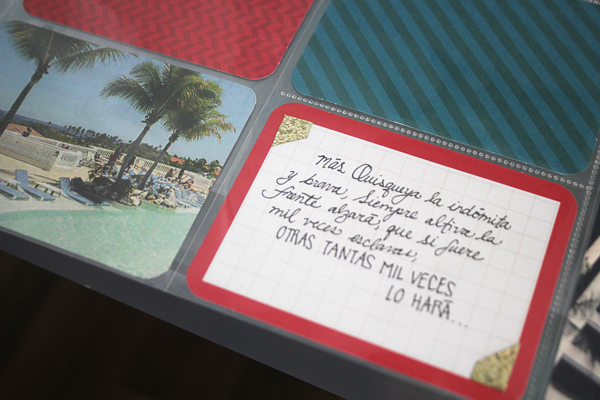 más Quisqueya la indómita
y brava, siempre altiva la
frente alzará, que si fuere
mil veces esclava,
OTRAS TANTAS MIL VECES
LO HARÁ...